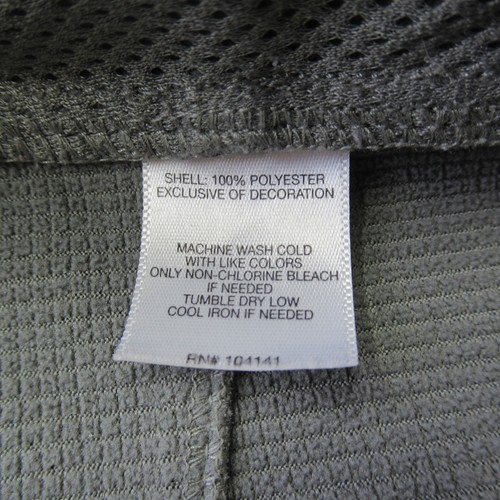 SHELL: 100% POLYESTER
EXCLUSIVE OF DECORATION
MACHINE WASH COLD
WITH LIKE COLORS
ONLY NON-CHLORINE BLEACH
IF NEEDED
TUMBLE DRY LOW
COOL IRON IF NEEDED
RN# 104141